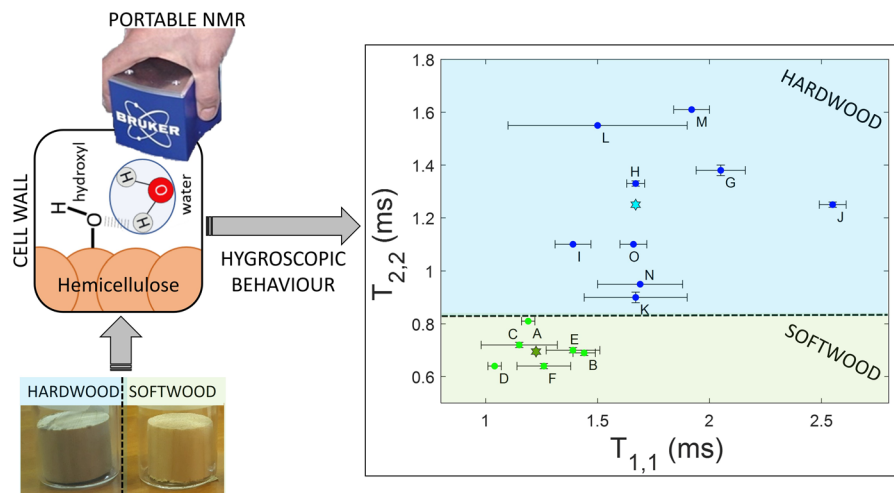 PORTABLE NMR
BRUKER
CELL WALL
hydroxyl
water
H
O
H
O
H
Hemicellulose
HYGROSCOPIC
BEHAVIOUR
HARDWOOD
SOFTWOOD
T2,2 (ms)
1.8
1.6
1.4
1.2
1
0.8
0.6
HARDWOOD
M
L
H
G
J
I
O
N
K
SOFTWOOD
A
C
E
B
D
F
1
1.5
2
2.5
T1,1 (ms)